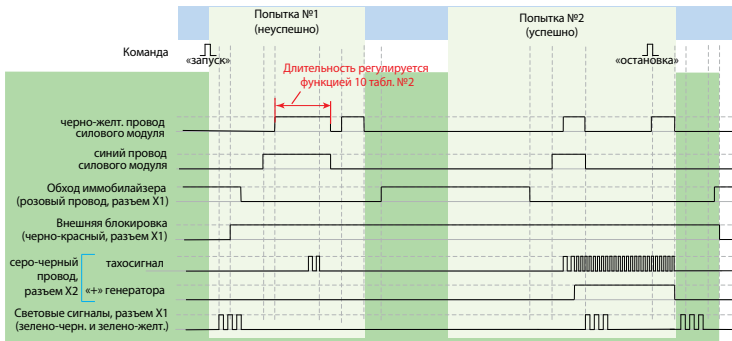 Попытка №1
(неуспешно)
Попытка №2
(успешно)
Команда
«запуск»
«остановка»
Длительность регулируется
функцией 10 табл. №2
черно-желт. провод
силового модуля
синий провод
силового модуля
Обход иммобилайзера
(розовый провод, разъем X1)
Внешняя блокировка
(черно-красный, разъем X1)
серо-черный
провод,
разъем X2
тахосигнал
«+» генератора
Световые сигналы, разъем X1
(зелено-черн. и зелено-желт.)